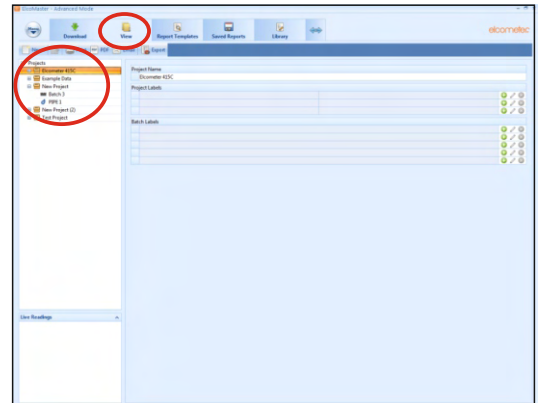 ElcoMaster - Advanced Mode
Download
View
Report Templates
Saved Reports
Library
elcometer
PDF
Export
Projects
Elcometer 415C
Example Data
New Project
Batch 3
PIPE 1
New Project (2)
Test Project
Project Name
Elcometer 415C
Project Labels
Batch Labels
Live Readings